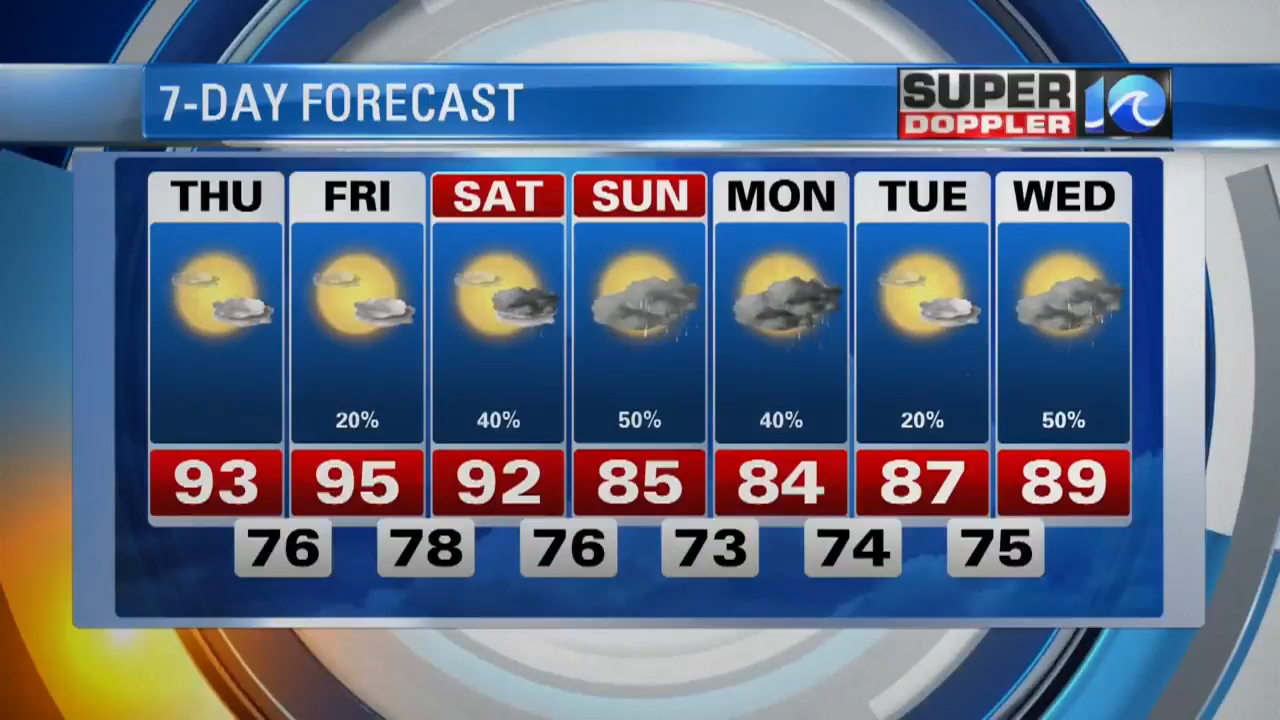 7-DAY FORECAST
SUPER
DOPPLER
10
THU FRI SAT SUN MON TUE WED
20% 40% 50% 40% 20% 50%
93 95 92 85 84 87 89
76 78 76 73 74 75